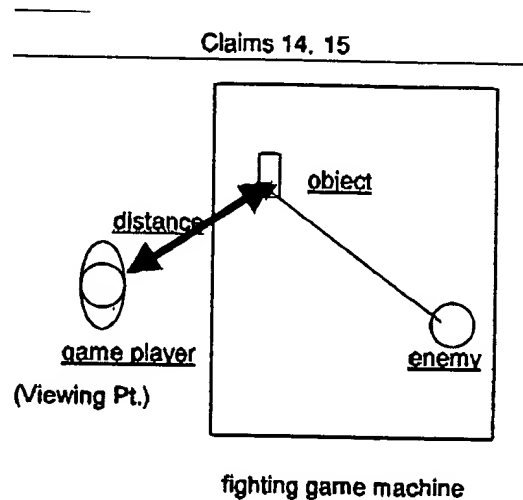 Claims 14, 15
object
distance
game player
(Viewing Pt.)
enemy
fighting game machine